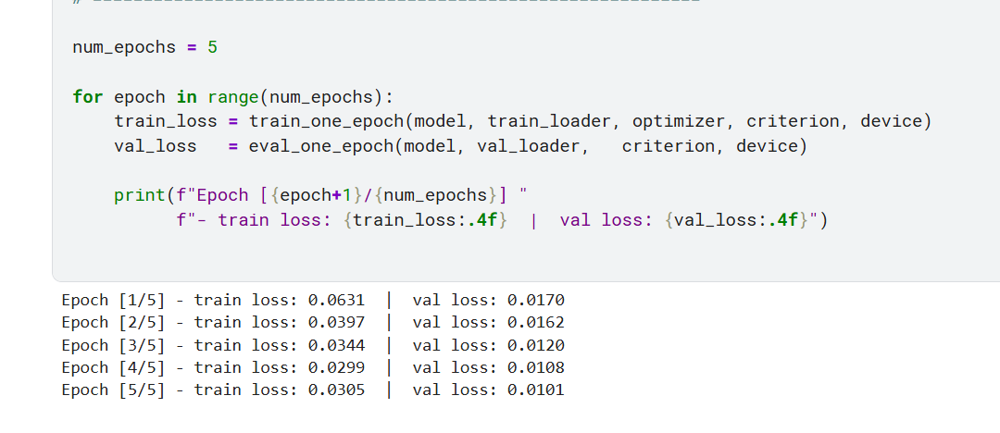 num_epochs = 5
for epoch in range(num_epochs):
    train_loss = train_one_epoch(model, train_loader, optimizer, criterion, device)
    val_loss   = eval_one_epoch(model, val_loader,   criterion, device)
    print(f"Epoch [{epoch+1}/{num_epochs}] "
          f"- train loss: {train_loss:.4f}  |  val loss: {val_loss:.4f}")
Epoch [1/5] - train loss: 0.0631  |  val loss: 0.0170
Epoch [2/5] - train loss: 0.0397  |  val loss: 0.0162
Epoch [3/5] - train loss: 0.0344  |  val loss: 0.0120
Epoch [4/5] - train loss: 0.0299  |  val loss: 0.0108
Epoch [5/5] - train loss: 0.0305  |  val loss: 0.0101